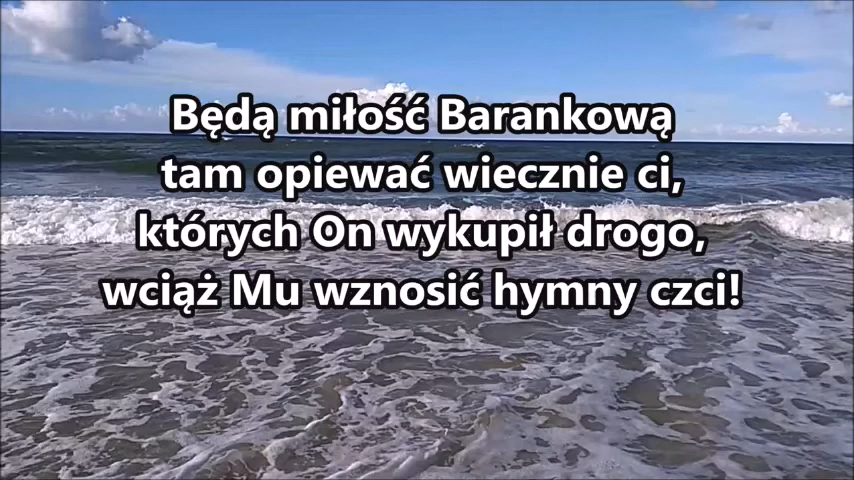 Będą miłość Barankową
tam opiewać wiecznie ci,
których On wykupił drogo,
wciąż Mu wznosić hymny czci!